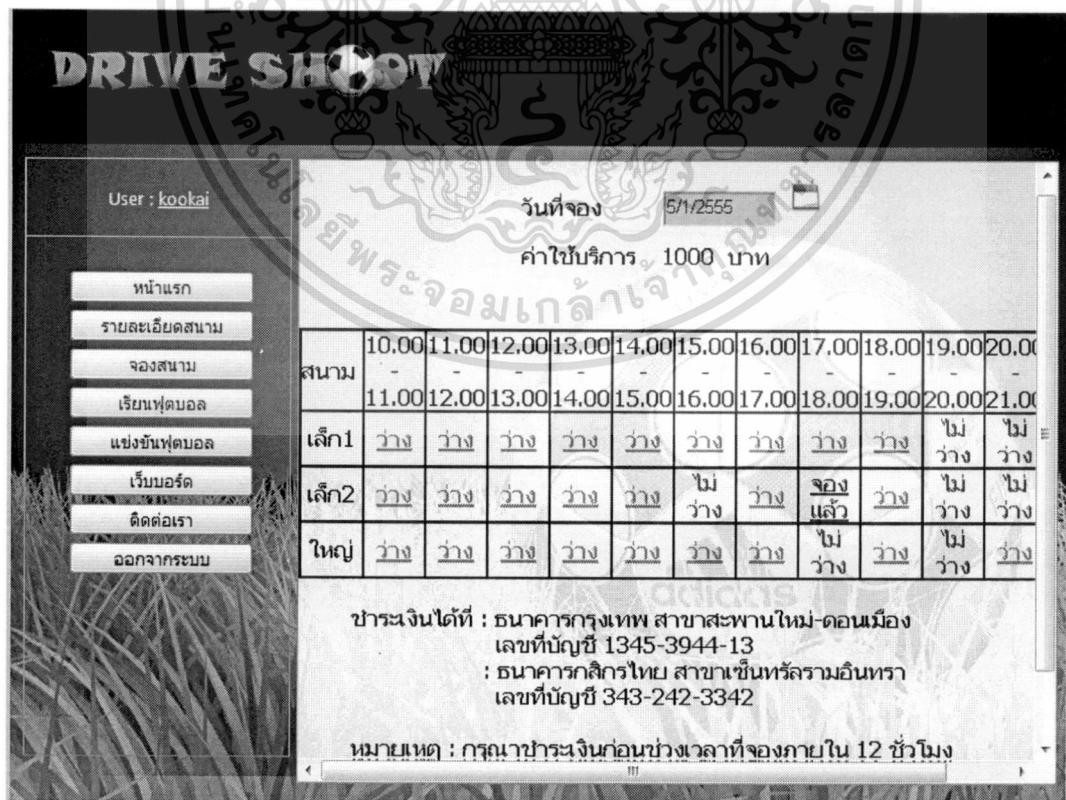 DRIVE SHOOT
User : kookai
หน้าแรก
รายละเอียดสนาม
จองสนาม
เรียนฟุตบอล
แข่งขันฟุตบอล
เว็บบอร์ด
ติดต่อเรา
ออกจากระบบ
วันที่จอง 5/1/2555
ค่าใช้บริการ 1000 บาท
สนาม 10.00 - 11.00 11.00 - 12.00 12.00 - 13.00 13.00 - 14.00 14.00 - 15.00 15.00 - 16.00 16.00 - 17.00 17.00 - 18.00 18.00 - 19.00 19.00 - 20.00 20.00 - 21.00
เล็ก1 ว่าง ว่าง ว่าง ว่าง ว่าง ว่าง ว่าง ว่าง ว่าง ไม่ว่าง ไม่ว่าง
เล็ก2 ว่าง ว่าง ว่าง ว่าง ว่าง ไม่ว่าง ว่าง จองแล้ว ว่าง ไม่ว่าง ไม่ว่าง
ใหญ่ ว่าง ว่าง ว่าง ว่าง ว่าง ว่าง ว่าง ไม่ว่าง ว่าง ไม่ว่าง ว่าง
adidas
ชำระเงินได้ที่ : ธนาคารกรุงเทพ สาขาสะพานใหม่-ดอนเมือง
เลขที่บัญชี 1345-3944-13
: ธนาคารกสิกรไทย สาขาเซ็นทรัลรามอินทรา
เลขที่บัญชี 343-242-3342
หมายเหตุ : กรุณาชำระเงินก่อนช่วงเวลาที่จองภายใน 12 ชั่วโมง